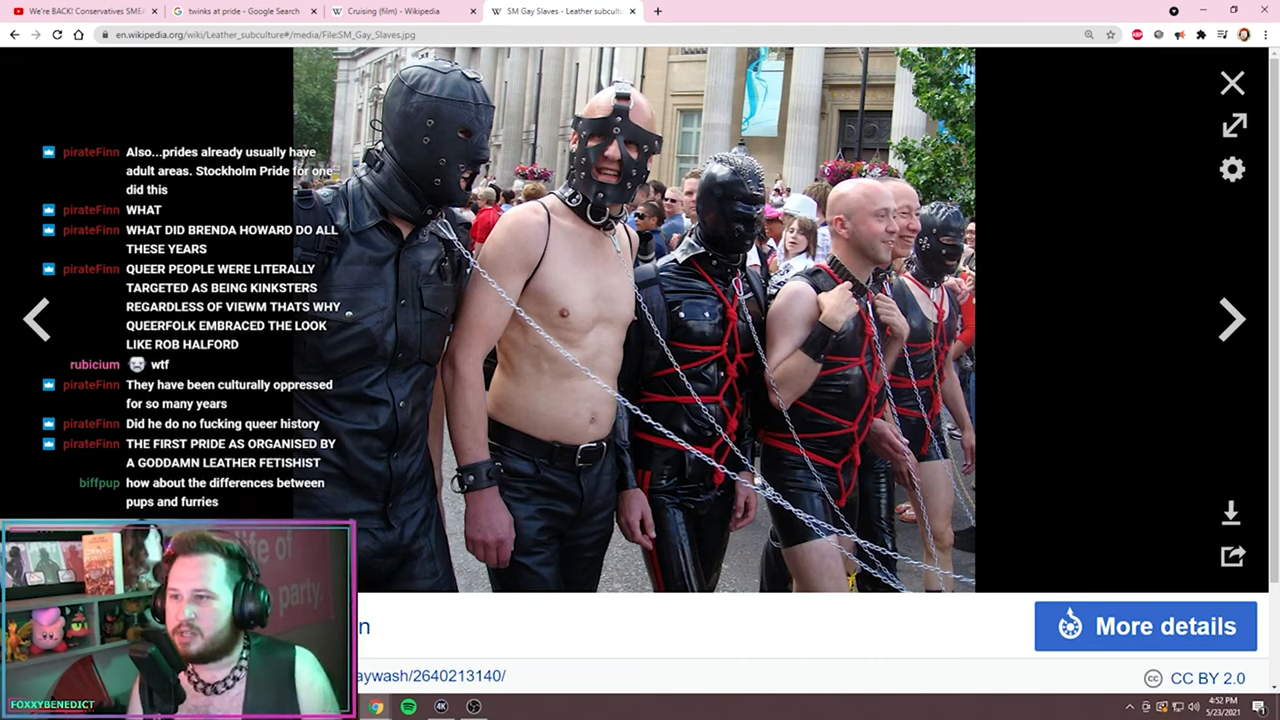 We're BACK! Conservatives SMEA
twinks at pride - Google Search
Cruising (film) - Wikipedia
SM Gay Slaves - Leather subcultu
en.wikipedia.org/wiki/Leather_subculture#/media/File:SM_Gay_Slaves.jpg
pirateFinn Also...prides already usually have
adult areas. Stockholm Pride for one
did this
pirateFinn WHAT
pirateFinn WHAT DID BRENDA HOWARD DO ALL
THESE YEARS
pirateFinn QUEER PEOPLE WERE LITERALLY
TARGETED AS BEING KINKSTERS
REGARDLESS OF VIEWM THATS WHY
QUEERFOLK EMBRACED THE LOOK
LIKE ROB HALFORD
rubicium wtf
pirateFinn They have been culturally oppressed
for so many years
pirateFinn Did he do no fucking queer history
pirateFinn THE FIRST PRIDE AS ORGANISED BY
A GODDAMN LEATHER FETISHIST
biffpup how about the differences between
pups and furries
life of
party.
FOXXYBENEDICT
n
More details
aywash/2640213140/
CC BY 2.0
4:52 PM
5/23/2021